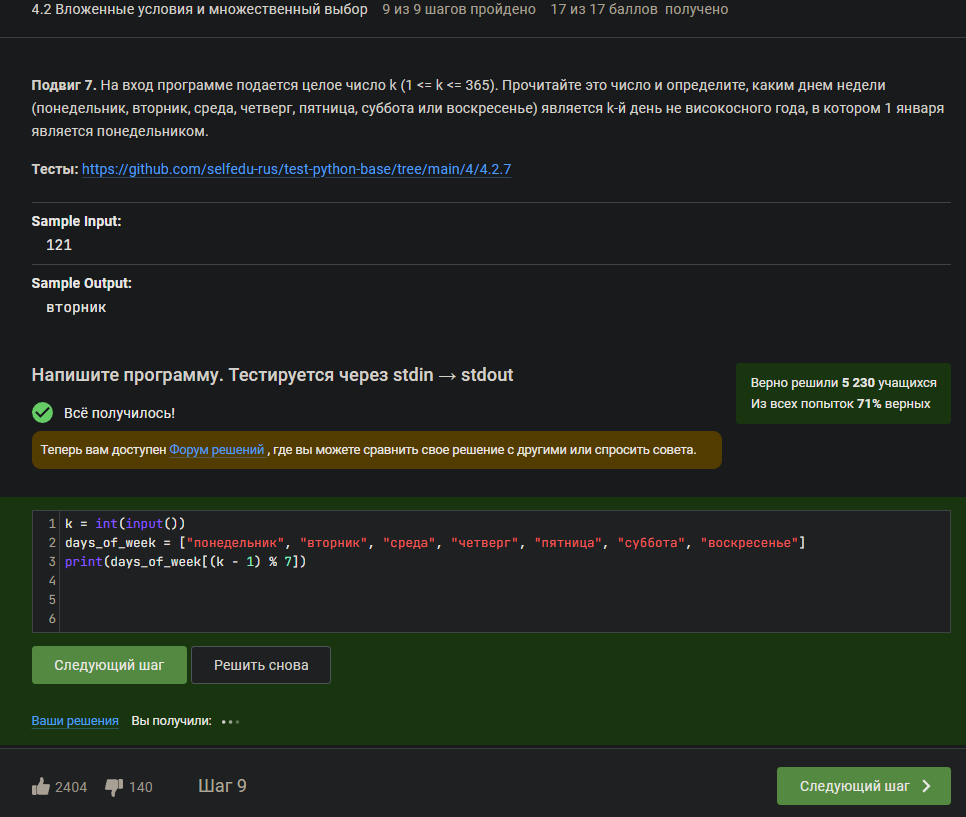 4.2 Вложенные условия и множественный выбор 9 из 9 шагов пройдено 17 из 17 баллов получено
Подвиг 7. На вход программе подается целое число k (1 <= k <= 365). Прочитайте это число и определите, каким днем недели
(понедельник, вторник, среда, четверг, пятница, суббота или воскресенье) является k-й день не високосного года, в котором 1 января
является понедельником.
Тесты: https://github.com/selfedu-rus/test-python-base/tree/main/4/4.2.7
Sample Input:
121
Sample Output:
вторник
Напишите программу. Тестируется через stdin → stdout
Верно решили 5 230 учащихся
Из всех попыток 71% верных
Всё получилось!
Теперь вам доступен Форум решений , где вы можете сравнить свое решение с другими или спросить совета.
1 k = int(input())
2 days_of_week = ["понедельник", "вторник", "среда", "четверг", "пятница", "суббота", "воскресенье"]
3 print(days_of_week[(k - 1) % 7])
4
5
6
Следующий шаг Решить снова
Ваши решения Вы получили:
2404 140 Шаг 9 Следующий шаг